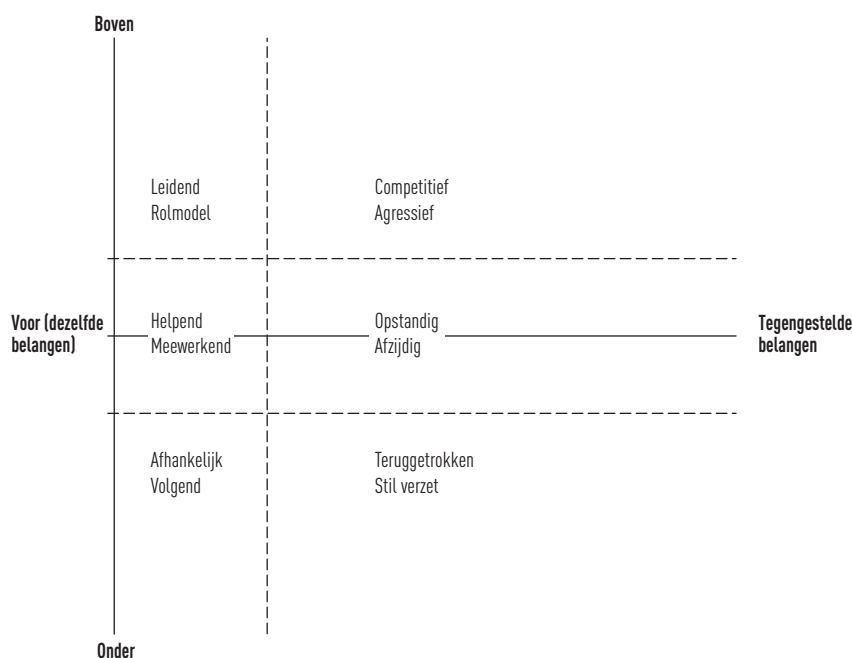 Boven
Leidend
Rolmodel
Competitief
Agressief
Voor (dezelfde
belangen)
Helpend
Meewerkend
Opstandig
Afzijdig
Tegengestelde
belangen
Afhankelijk
Volgend
Teruggetrokken
Stil verzet
Onder